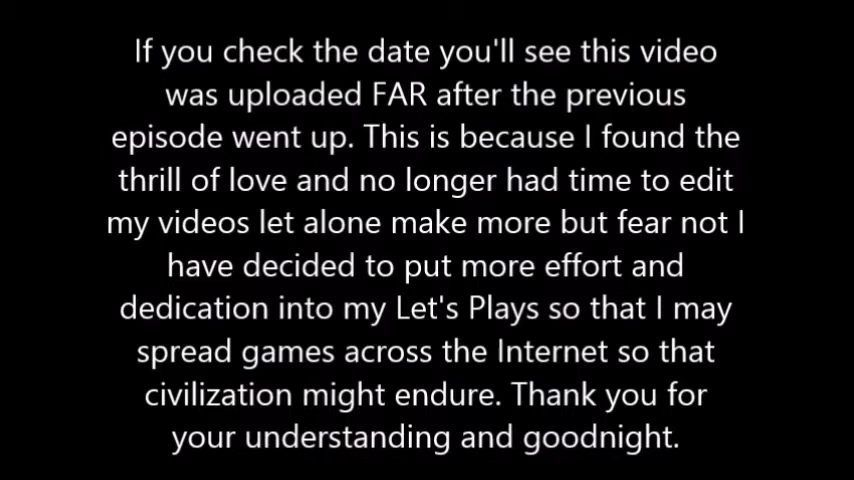 If you check the date you'll see this video
was uploaded FAR after the previous
episode went up. This is because I found the
thrill of love and no longer had time to edit
my videos let alone make more but fear not I
have decided to put more effort and
dedication into my Let's Plays so that I may
spread games across the Internet so that
civilization might endure. Thank you for
your understanding and goodnight.